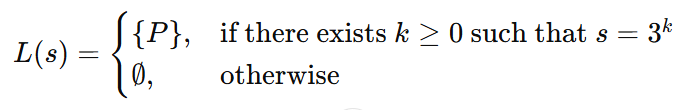 L(s) = { {P}, if there exists k ≥ 0 such that s = 3^k
∅, otherwise